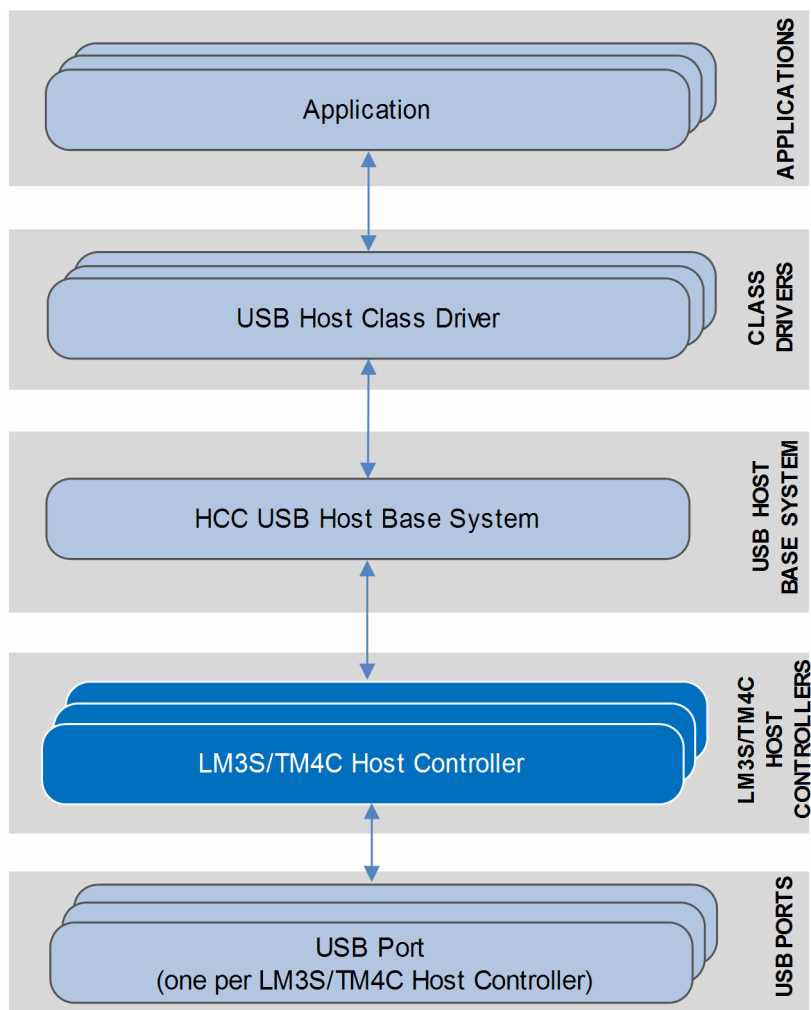 Application
APPLICATIONS
USB Host Class Driver
CLASS
DRIVERS
HCC USB Host Base System
USB HOST
BASE SYSTEM
LM3S/TM4C Host Controller
LM3S/TM4C
HOST
CONTROLLERS
USB Port
(one per LM3S/TM4C Host Controller)
USB PORTS